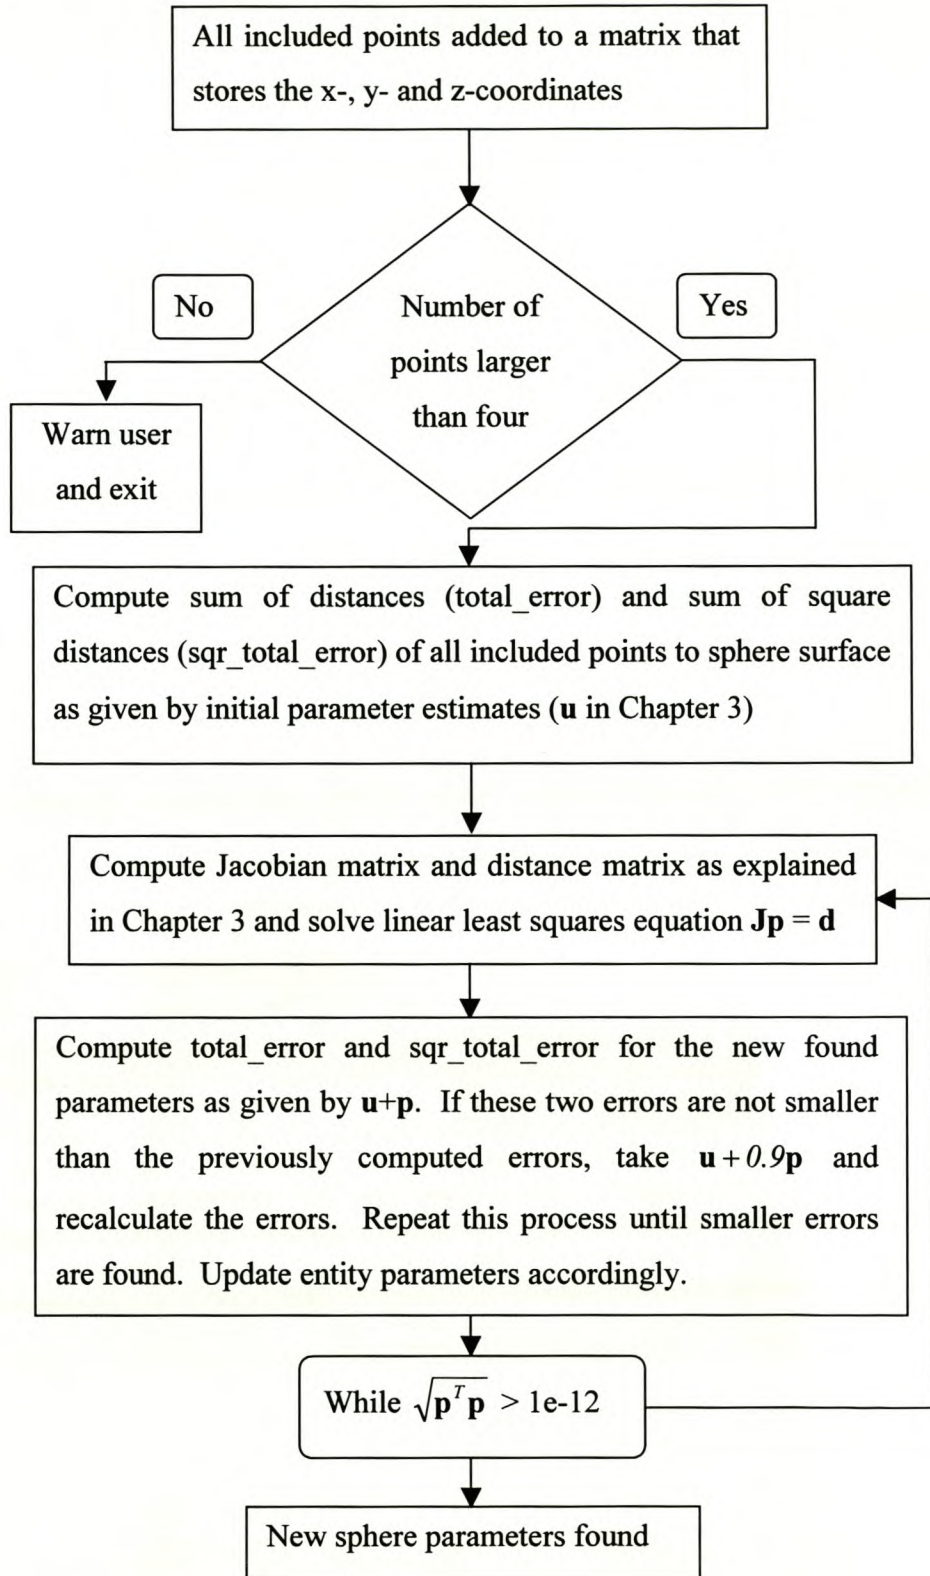 All included points added to a matrix that
stores the x-, y- and z-coordinates
No
Number of
points larger
than four
Yes
Warn user
and exit
Compute sum of distances (total_error) and sum of square
distances (sqr_total_error) of all included points to sphere surface
as given by initial parameter estimates (u in Chapter 3)
Compute Jacobian matrix and distance matrix as explained
in Chapter 3 and solve linear least squares equation Jp = d
Compute total_error and sqr_total_error for the new found
parameters as given by u+p. If these two errors are not smaller
than the previously computed errors, take u + 0.9p and
recalculate the errors. Repeat this process until smaller errors
are found. Update entity parameters accordingly.
While √(p^T p) > 1e-12
New sphere parameters found